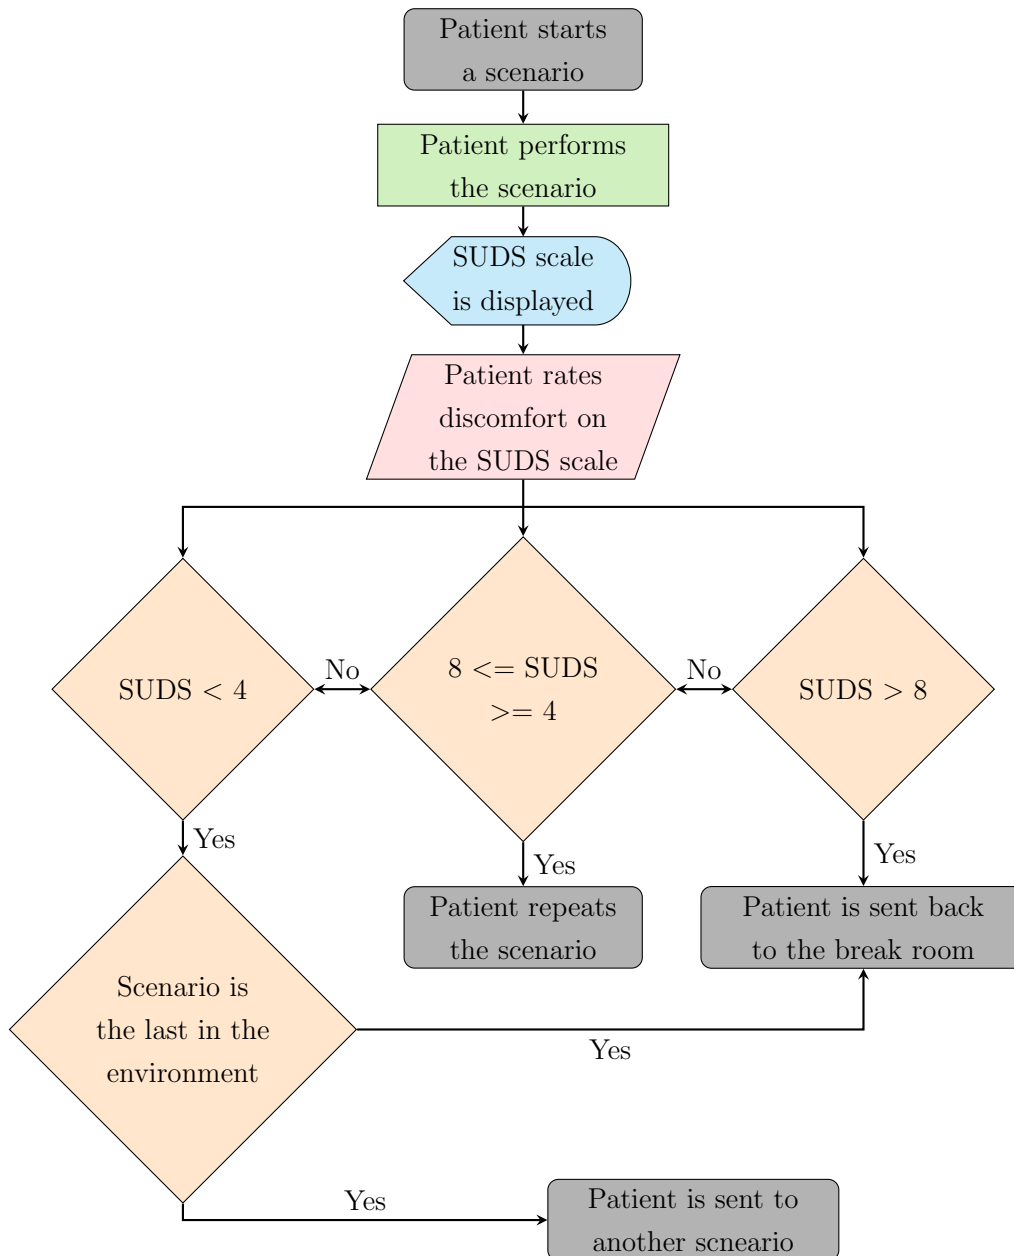 Patient starts
a scenario
Patient performs
the scenario
SUDS scale
is displayed
Patient rates
discomfort on
the SUDS scale
SUDS < 4
No
8 <= SUDS
>= 4
No
SUDS > 8
Yes
Yes
Yes
Patient repeats
the scenario
Patient is sent back
to the break room
Scenario is
the last in the
environment
Yes
Yes
Patient is sent to
another scneario